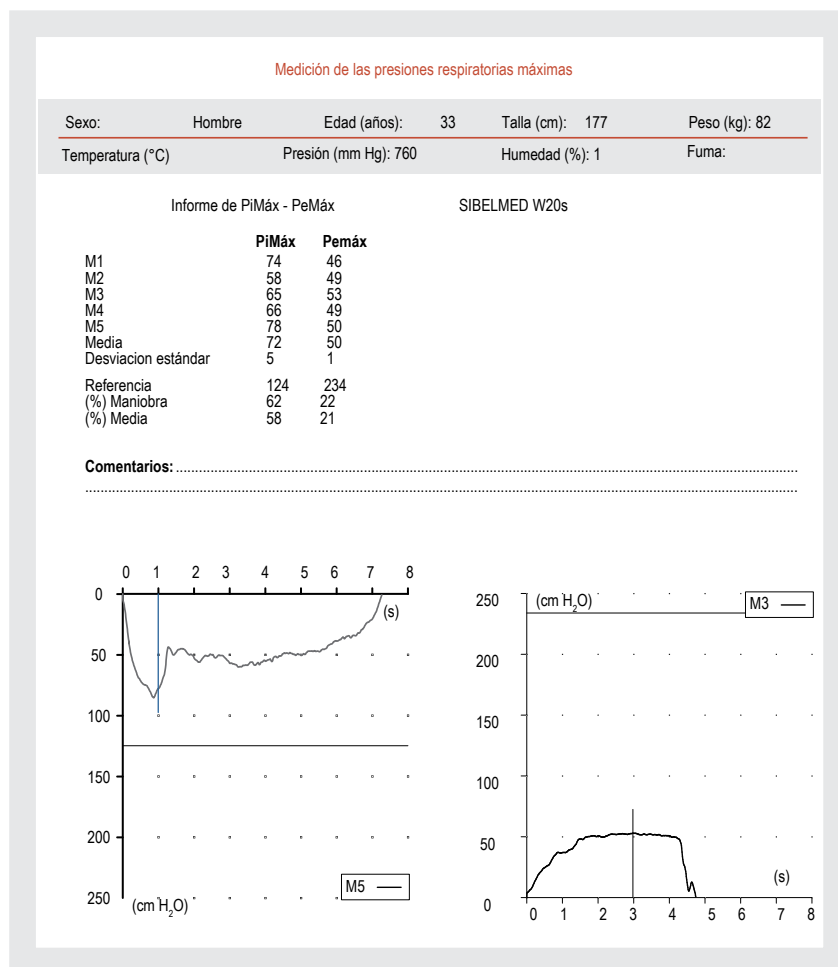 Medición de las presiones respiratorias máximas
Sexo: Hombre Edad (años): 33 Talla (cm): 177 Peso (kg): 82
Temperatura (°C) Presión (mm Hg): 760 Humedad (%): 1 Fuma:
Informe de PiMáx - PeMáx SIBELMED W20s
PiMáx Pemáx
M1 74 46
M2 58 49
M3 65 53
M4 66 49
M5 78 50
Media 72 50
Desviacion estándar 5 1
Referencia 124 234
(%) Maniobra 62 22
(%) Media 58 21
Comentarios:
0 1 2 3 4 5 6 7 8
(s)
0
50
100
150
200
250
(cm H₂O)
M5
(cm H₂O)
M3
250
200
150
100
50
0
(s)
0 1 2 3 4 5 6 7 8